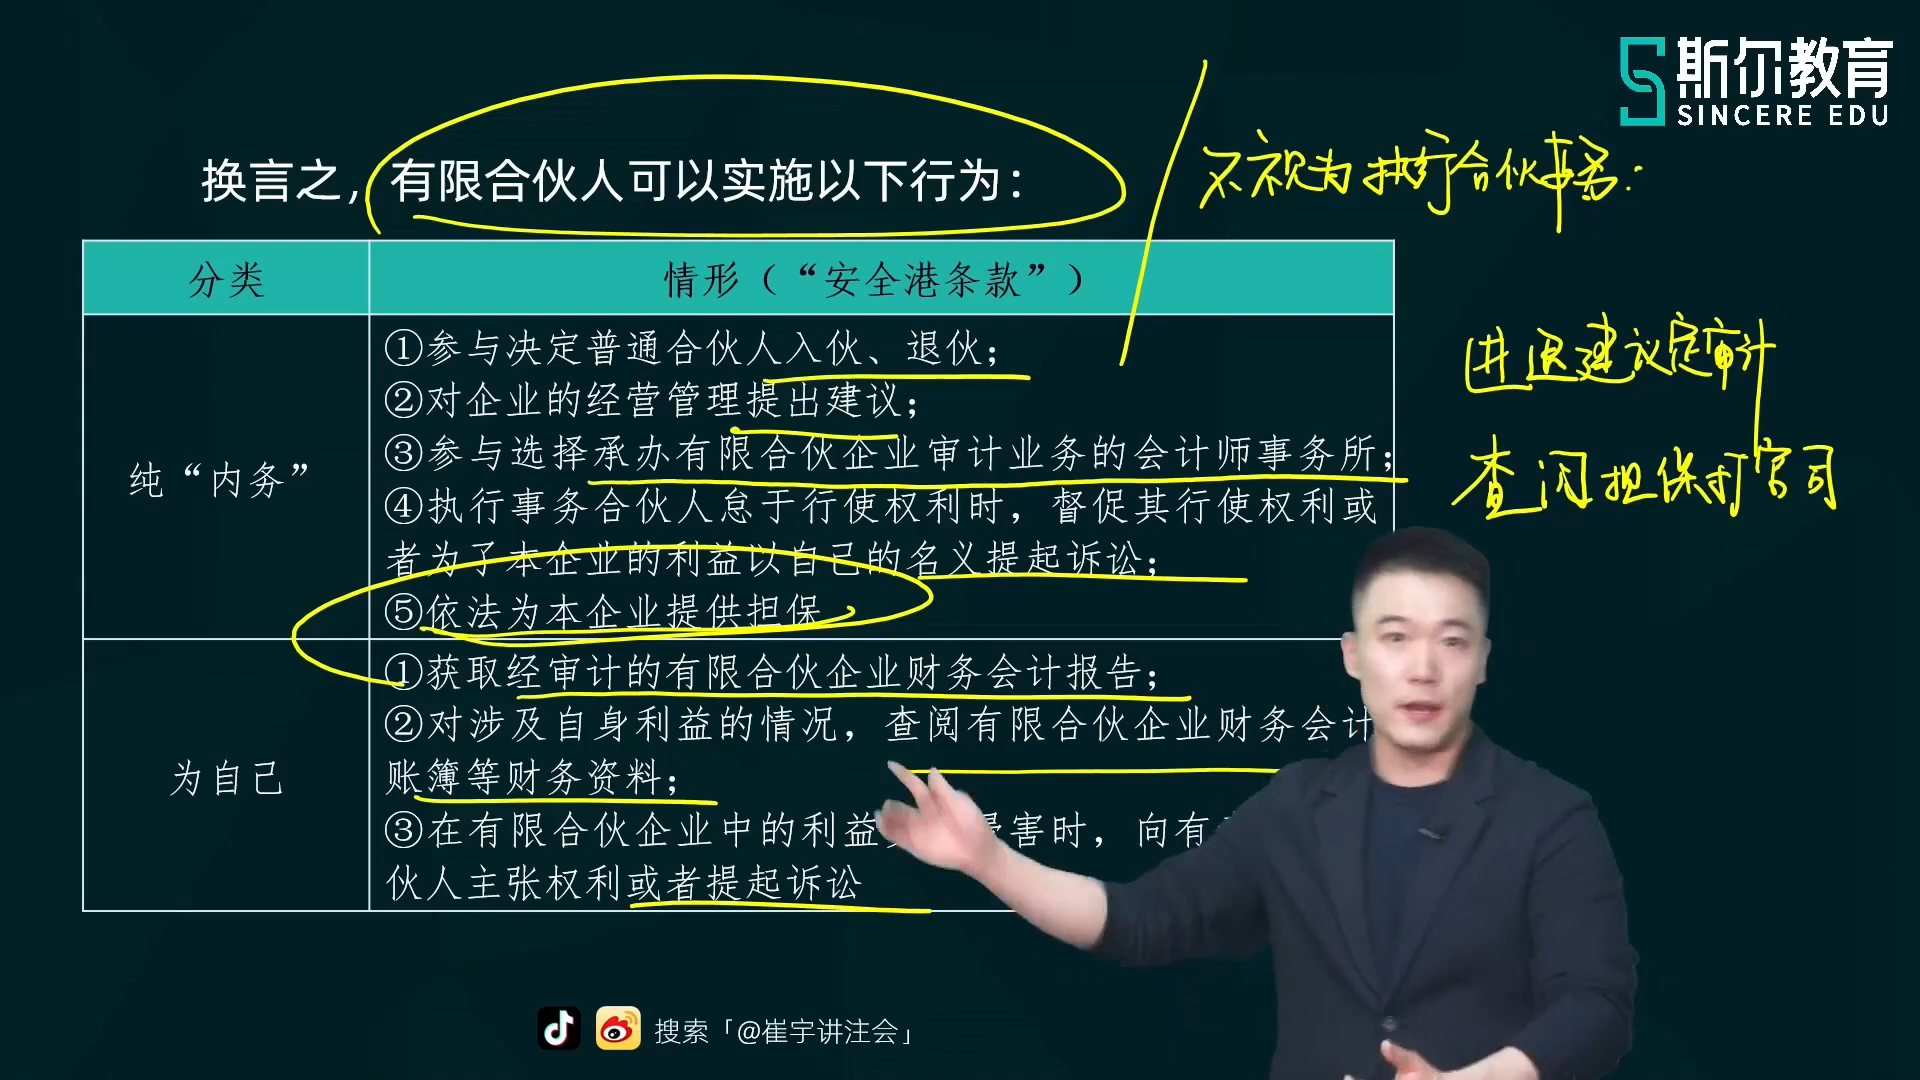 斯尔教育
SINCERE EDU
换言之，有限合伙人可以实施以下行为：
不视为执行合伙事务：
分类
情形（“安全港条款”）
纯“内务”
①参与决定普通合伙人入伙、退伙；
②对企业的经营管理提出建议；
③参与选择承办有限合伙企业审计业务的会计师事务所；
④执行事务合伙人怠于行使权利时，督促其行使权利或
者为了本企业的利益以自己的名义提起诉讼；
⑤依法为本企业提供担保
进退建议定审计
查阅担保打官司
为自己
①获取经审计的有限合伙企业财务会计报告；
②对涉及自身利益的情况，查阅有限合伙企业财务会计
账簿等财务资料；
③在有限合伙企业中的利益 害时，向有
伙人主张权利或者提起诉讼
搜索「@崔宇讲注会」